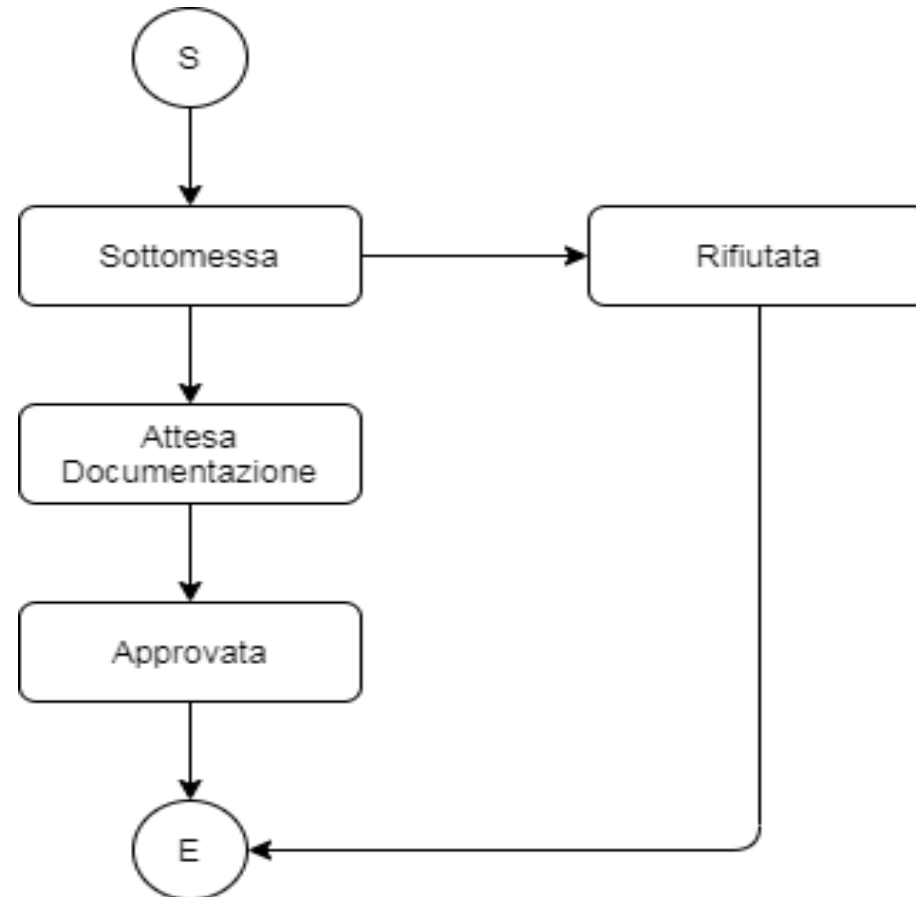 S
Sottomessa
Rifiutata
Attesa
Documentazione
Approvata
E